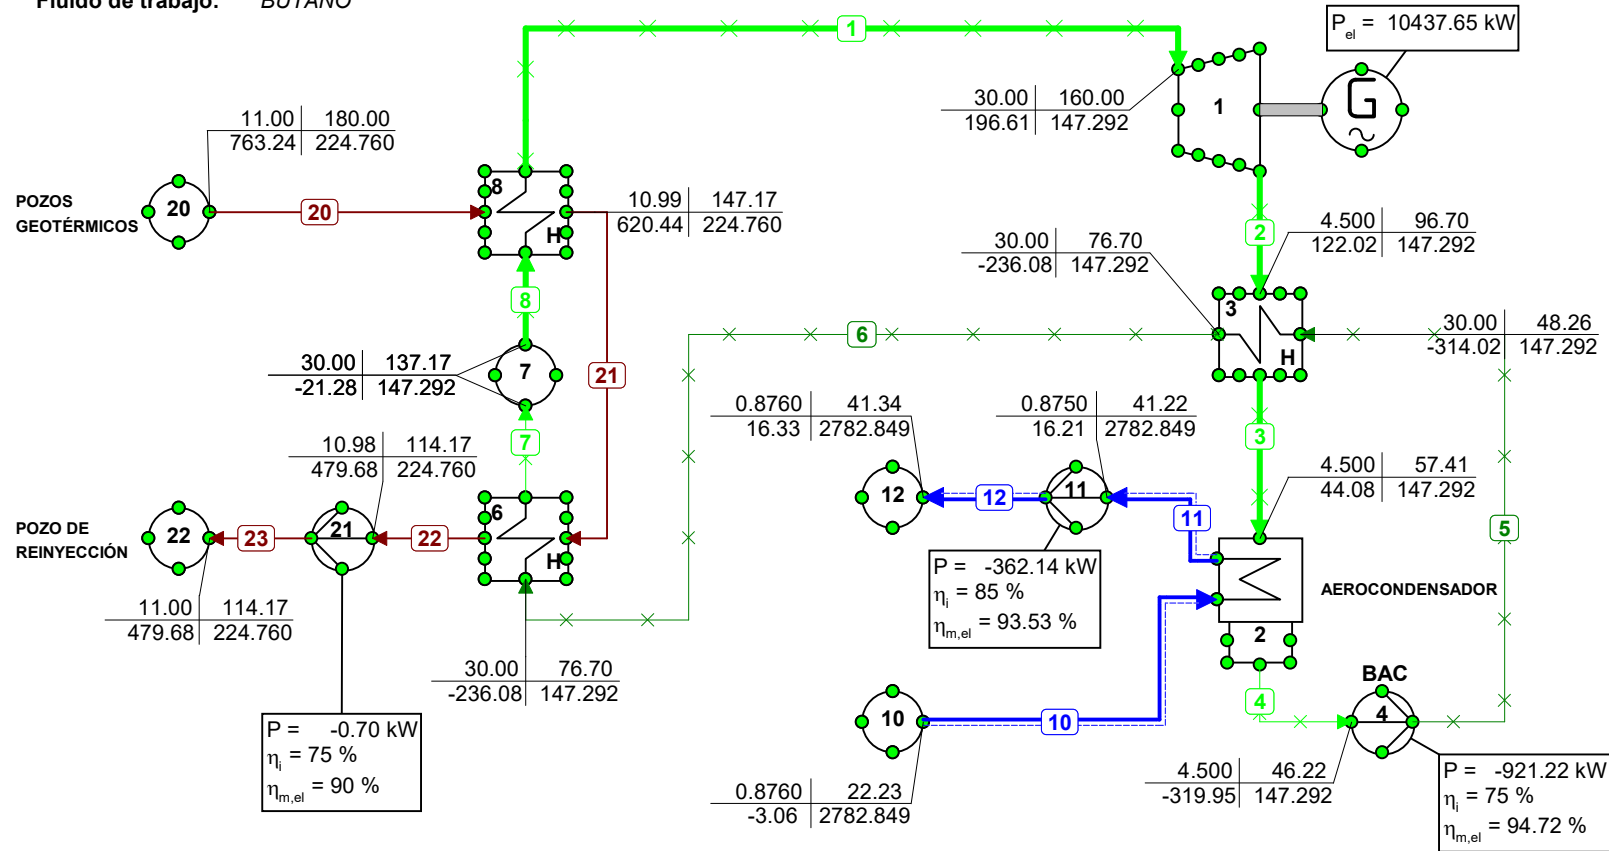 Fluido de trabajo: BUTANO
P_el = 10437.65 kW
1
11.00 180.00
763.24 224.760
30.00 160.00
196.61 147.292
1
G
POZOS
GEOTÉRMICOS
20
20
8
H
10.99 147.17
620.44 224.760
2
4.500 96.70
122.02 147.292
30.00 76.70
-236.08 147.292
8
3
H
6
30.00 48.26
-314.02 147.292
30.00 137.17
-21.28 147.292
7
21
0.8760 41.34
16.33 2782.849
0.8750 41.22
16.21 2782.849
7
3
10.98 114.17
479.68 224.760
4.500 57.41
44.08 147.292
12
12
11
11
5
POZO DE
REINYECCIÓN
22
23
21
22
6
H
P = -362.14 kW
η_i = 85 %
η_m,el = 93.53 %
AEROCONDENSADOR
2
11.00 114.17
479.68 224.760
30.00 76.70
-236.08 147.292
BAC
4
4
10
10
P = -0.70 kW
η_i = 75 %
η_m,el = 90 %
0.8760 22.23
-3.06 2782.849
4.500 46.22
-319.95 147.292
P = -921.22 kW
η_i = 75 %
η_m,el = 94.72 %